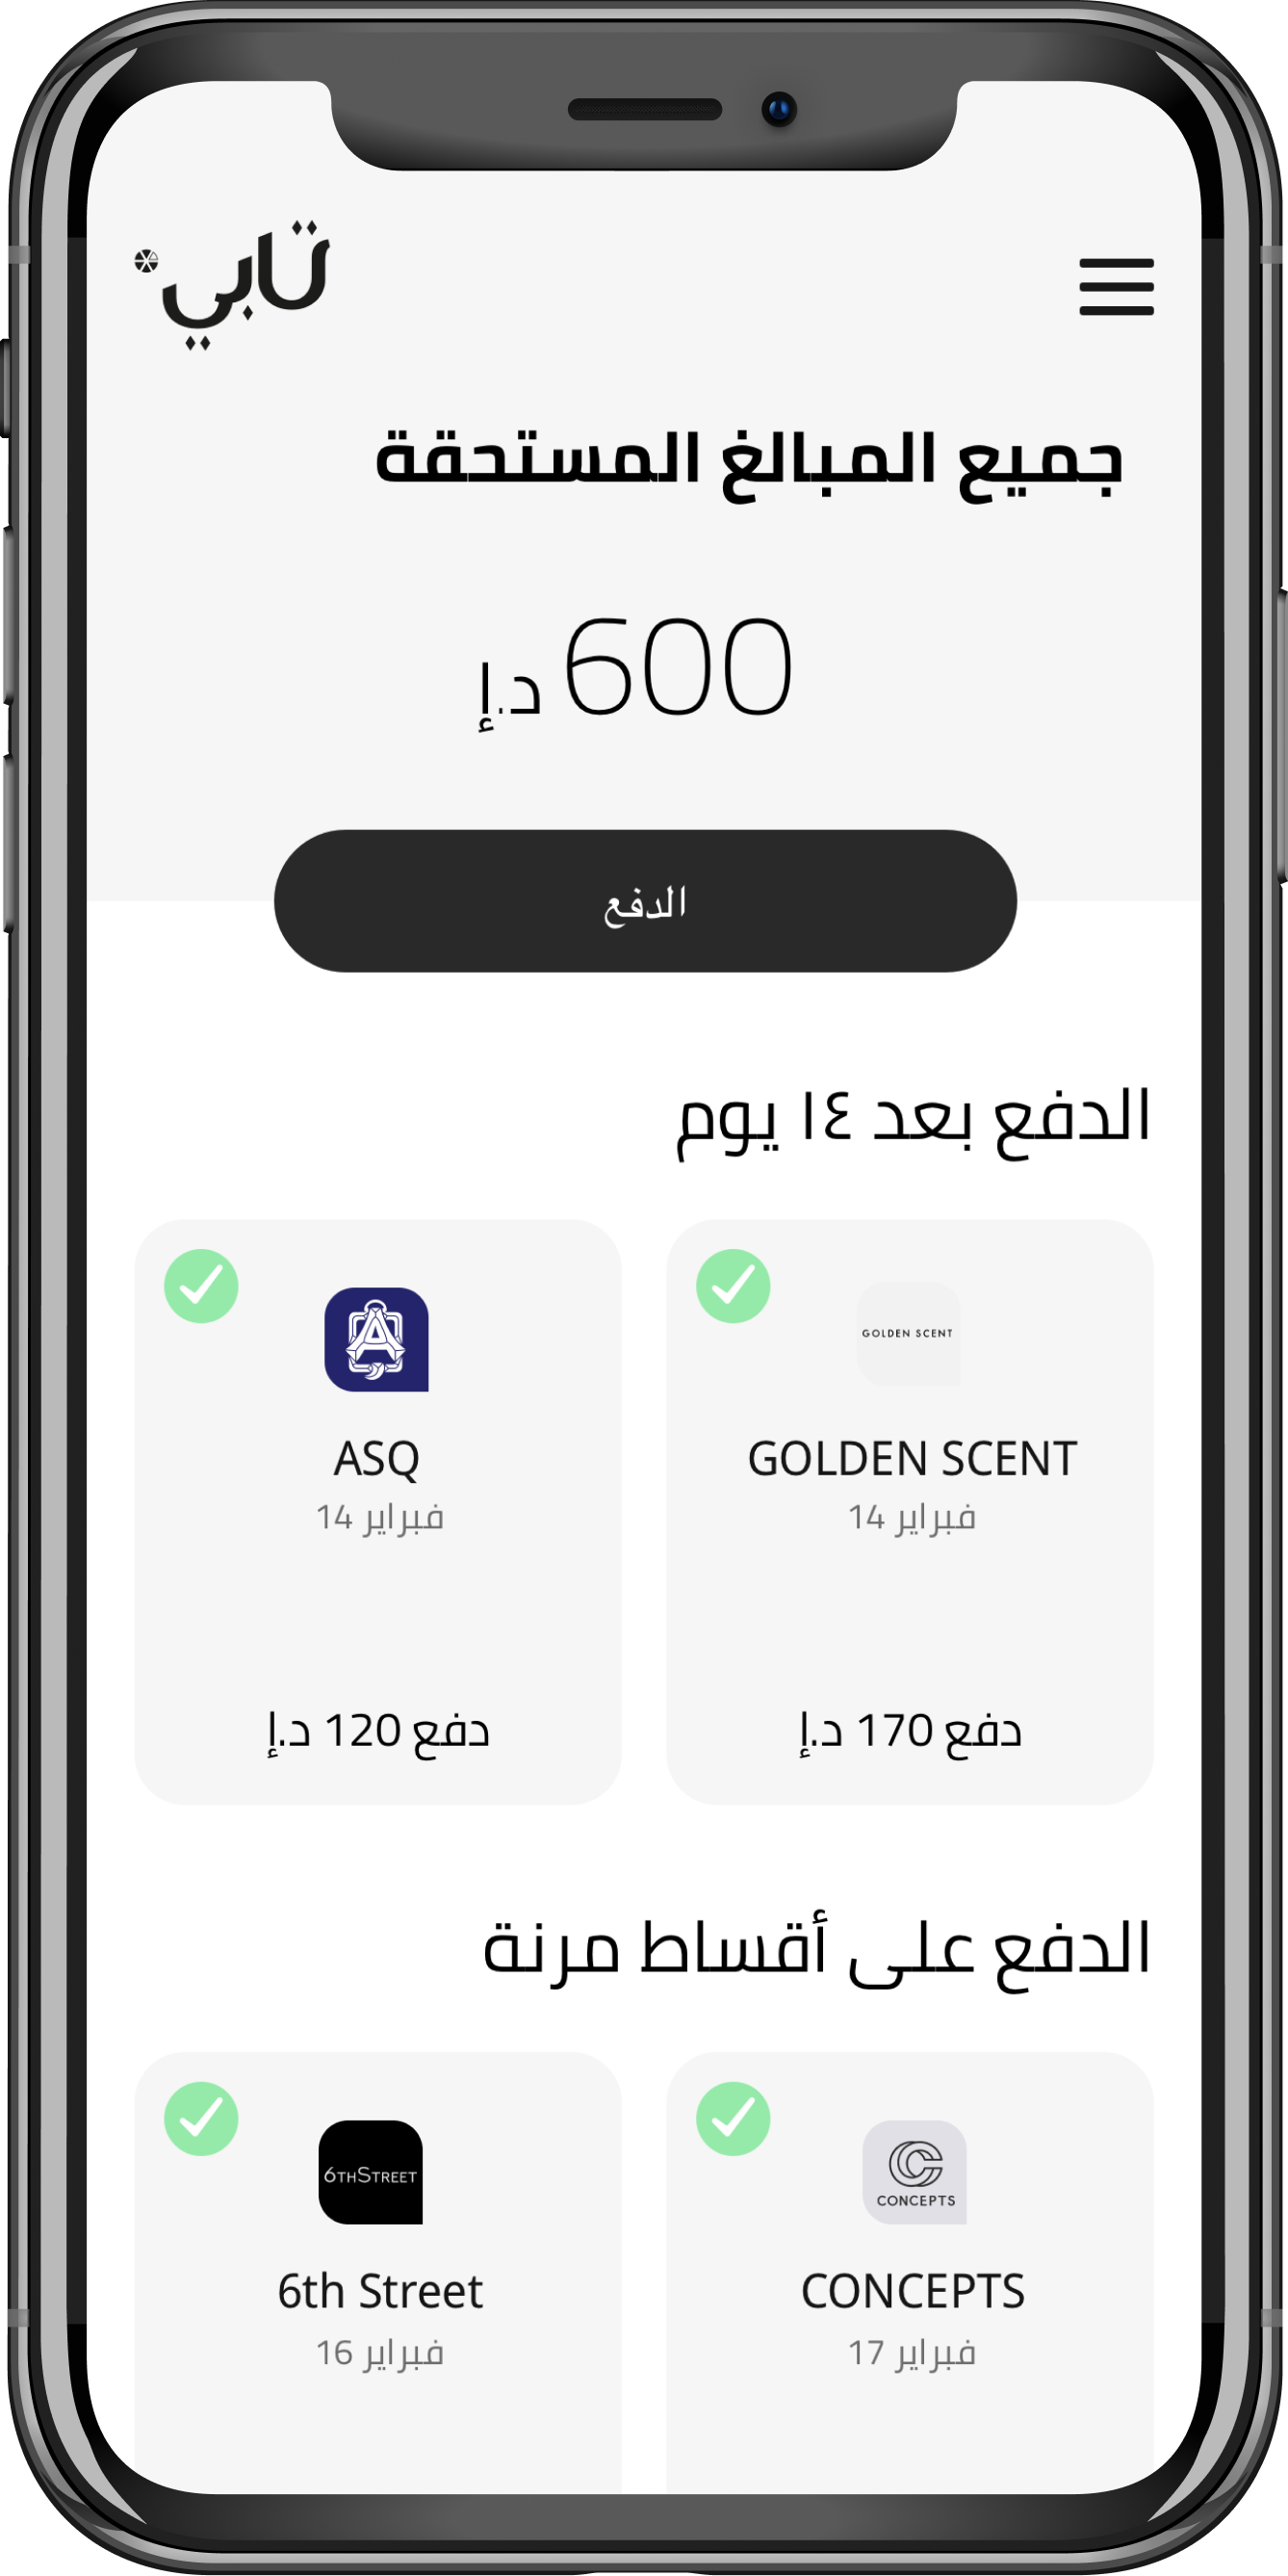 تابي
جميع المبالغ المستحقة
600 د.إ
الدفع
الدفع بعد ١٤ يوم
GOLDEN SCENT
GOLDEN SCENT
فبراير 14
دفع 170 د.إ
ASQ
فبراير 14
دفع 120 د.إ
الدفع على أقساط مرنة
CONCEPTS
CONCEPTS
فبراير 17
6THSTREET
6th Street
فبراير 16